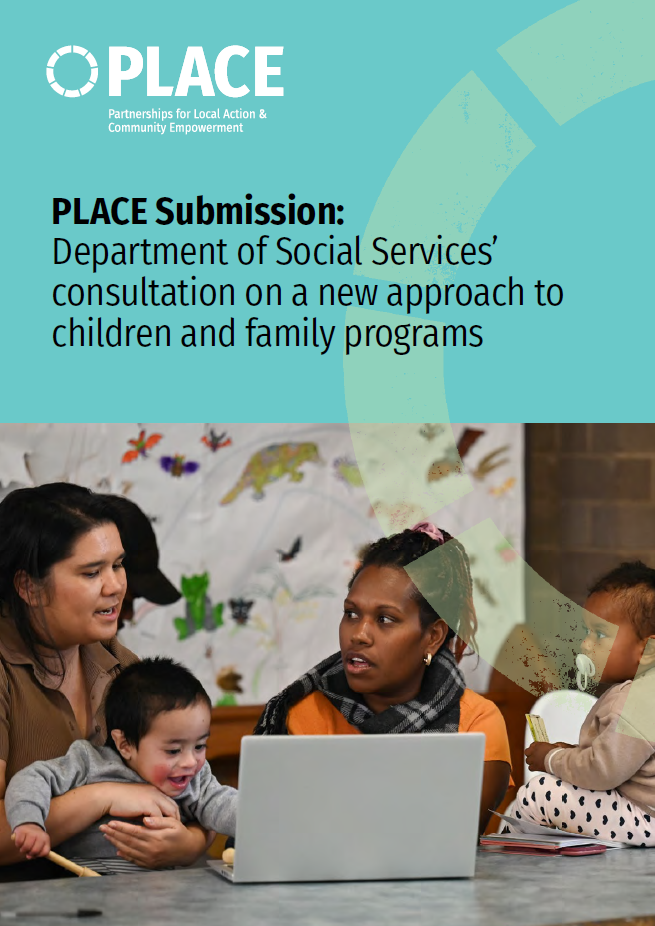 PLACE
Partnerships for Local Action &
Community Empowerment
PLACE Submission:
Department of Social Services’
consultation on a new approach to
children and family programs